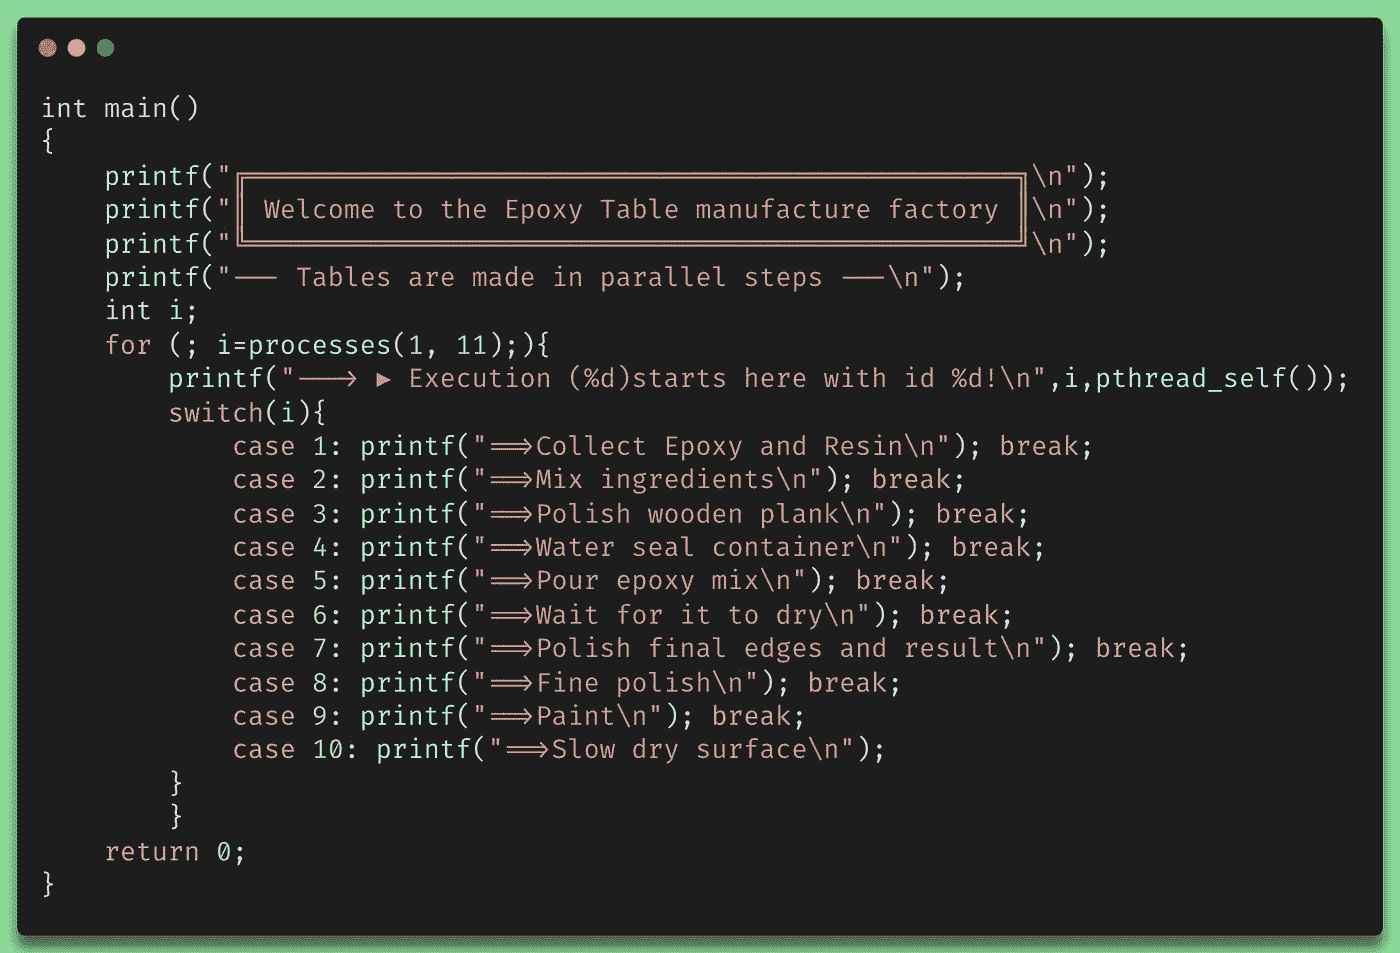 int main()
{
    printf("╔═════════════════════════════════════════════════╗\n");
    printf("║ Welcome to the Epoxy Table manufacture factory ║\n");
    printf("╚═════════════════════════════════════════════════╝\n");
    printf("--- Tables are made in parallel steps ---\n");
    int i;
    for (; i=processes(1, 11);){
        printf("---> ▶ Execution (%d)starts here with id %d!\n",i,pthread_self());
        switch(i){
            case 1: printf("==>Collect Epoxy and Resin\n"); break;
            case 2: printf("==>Mix ingredients\n"); break;
            case 3: printf("==>Polish wooden plank\n"); break;
            case 4: printf("==>Water seal container\n"); break;
            case 5: printf("==>Pour epoxy mix\n"); break;
            case 6: printf("==>Wait for it to dry\n"); break;
            case 7: printf("==>Polish final edges and result\n"); break;
            case 8: printf("==>Fine polish\n"); break;
            case 9: printf("==>Paint\n"); break;
            case 10: printf("==>Slow dry surface\n");
        }
        }
    return 0;
}